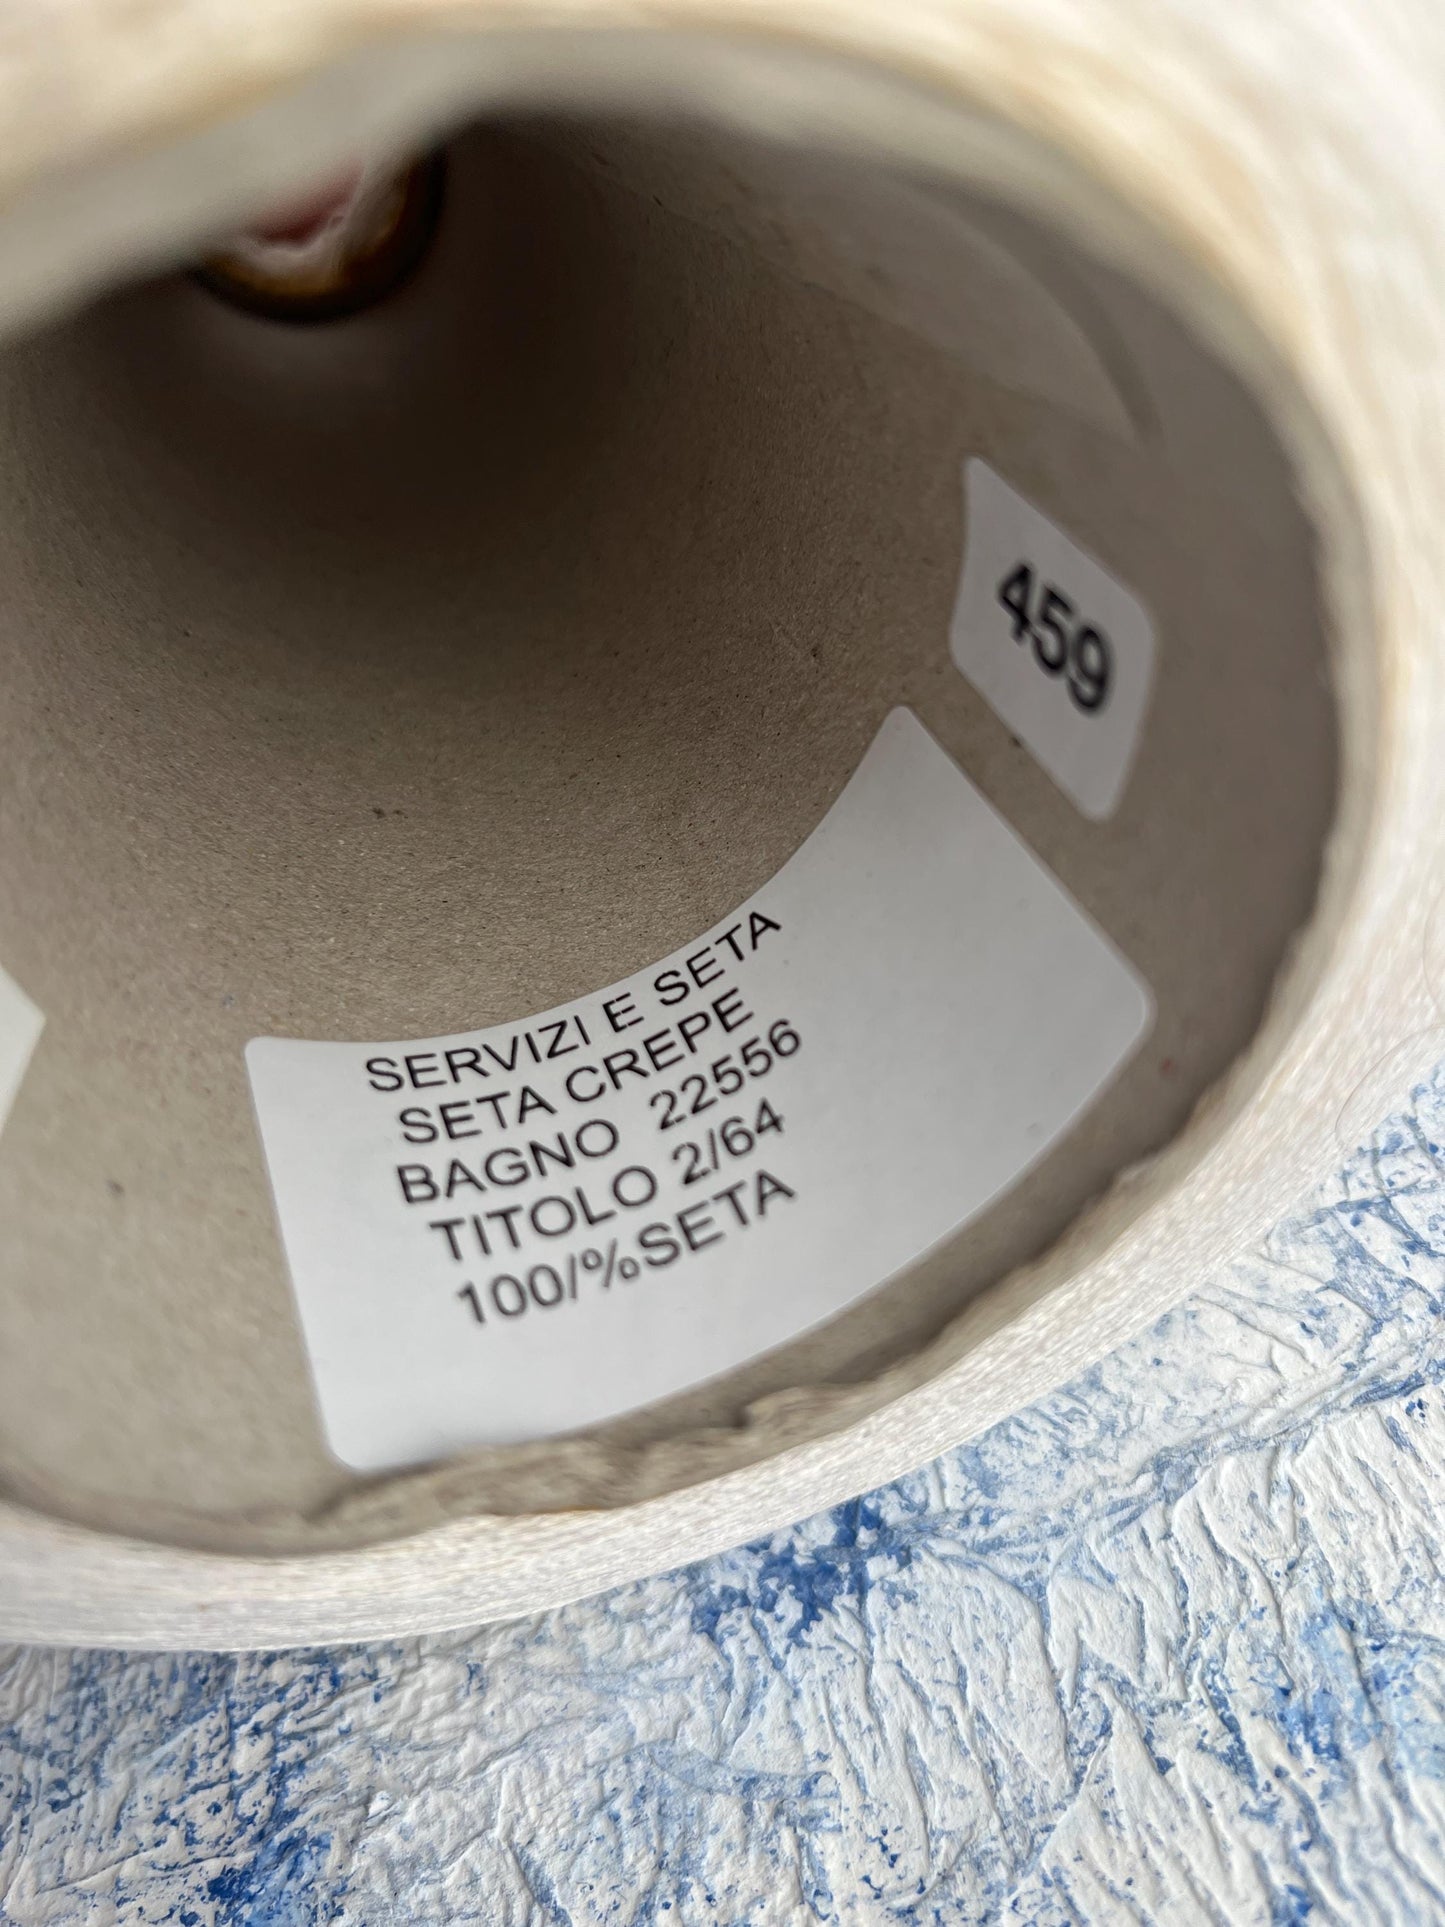 459
SERVIZI E SETA
SETA CREPE
BAGNO 22556
TITOLO 2/64
100/%SETA